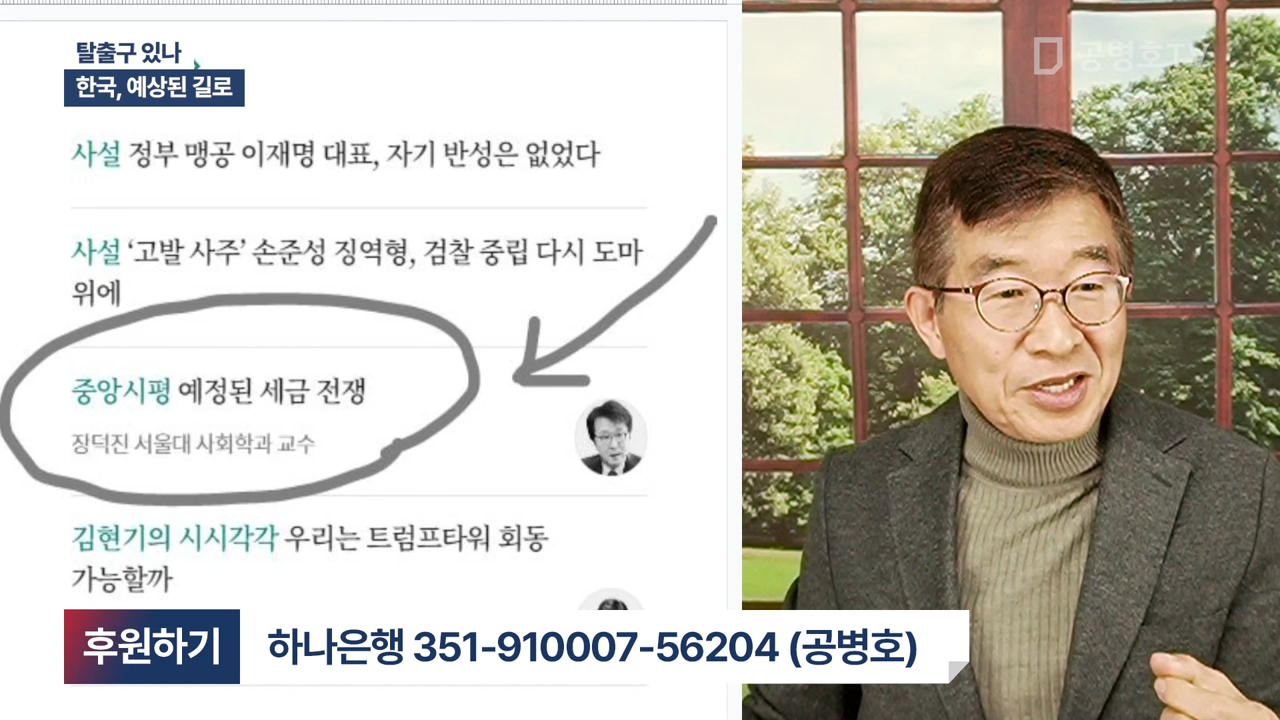 탈출구 있나
한국, 예상된 길로
공병호TV
사설 정부 맹공 이재명 대표, 자기 반성은 없었다
사설 ‘고발 사주’ 손준성 징역형, 검찰 중립 다시 도마
위에
중앙시평 예정된 세금 전쟁
장덕진 서울대 사회학과 교수
김현기의 시시각각 우리는 트럼프타워 회동
가능할까
후원하기 하나은행 351-910007-56204 (공병호)